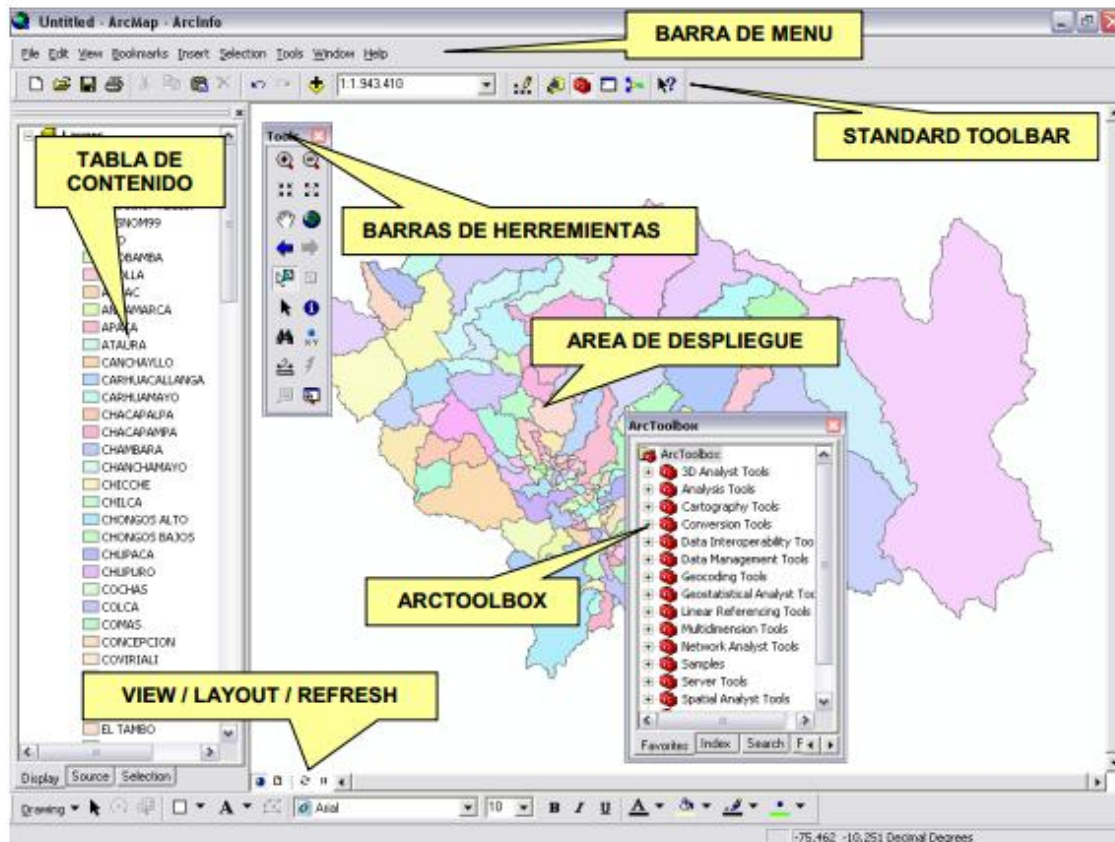 Untitled - ArcMap - ArcInfo
BARRA DE MENU
File Edit View Bookmarks Insert Selection Tools Window Help
1:1.943.410
STANDARD TOOLBAR
Layers
TABLA DE
CONTENIDO
Tools
BARRAS DE HERREMIENTAS
AREA DE DESPLIEGUE
APATA
ATAURA
CANCHAYLLO
CARHUACALLANGA
CARHUAMAYO
CHACAPALPA
CHACAPAMPA
CHAMBARA
CHANCHAMAYO
CHICCHE
CHILCA
CHONGOS ALTO
CHONGOS BAJOS
CHUPACA
CHUPURO
COCHAS
COLCA
COMAS
CONCEPCION
COVIRIALI
EL TAMBO
ArcToolbox
ArcToolbox
3D Analyst Tools
Analysis Tools
Cartography Tools
Conversion Tools
Data Interoperability Too
Data Management Tools
Geocoding Tools
Geostatistical Analyst Too
Linear Referencing Tools
Multidimension Tools
Network Analyst Tools
Samples
Server Tools
Spatial Analyst Tools
Favorites Index Search F
ARCTOOLBOX
VIEW / LAYOUT / REFRESH
Display Source Selection
Drawing A Arial 10 B I U A
-75,462 -10,251 Decimal Degrees